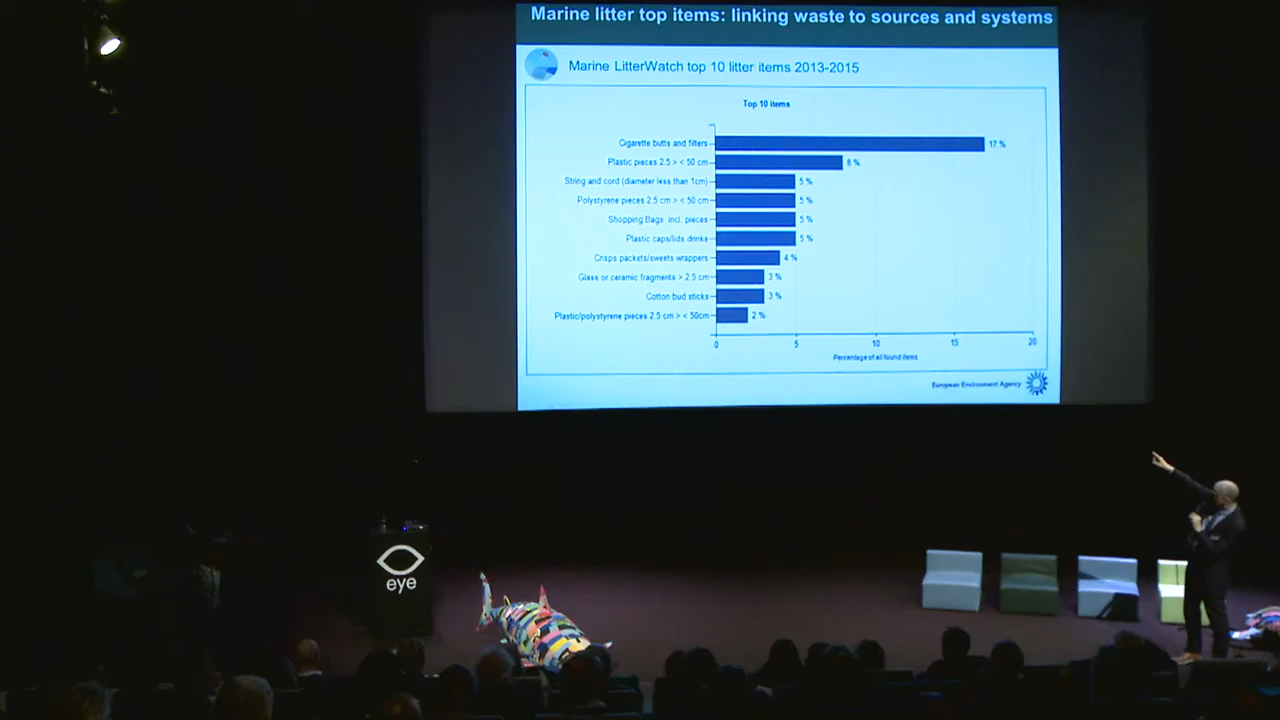 Marine litter top items: linking waste to sources and systems
Marine LitterWatch top 10 litter items 2013-2015
Top 10 items
Cigarette butts and filters 17 %
Plastic pieces 2.5 > < 50 cm 8 %
String and cord (diameter less than 1cm) 5 %
Polystyrene pieces 2.5 cm > < 50 cm 5 %
Shopping Bags incl. pieces 5 %
Plastic caps/lids drinks 5 %
Crisps packets/sweets wrappers 4 %
Glass or ceramic fragments > 2.5 cm 3 %
Cotton bud sticks 3 %
Plastic/polystyrene pieces 2.5 cm > < 50cm 2 %
0 5 10 15 20
Percentage of all found items
European Environment Agency
eye